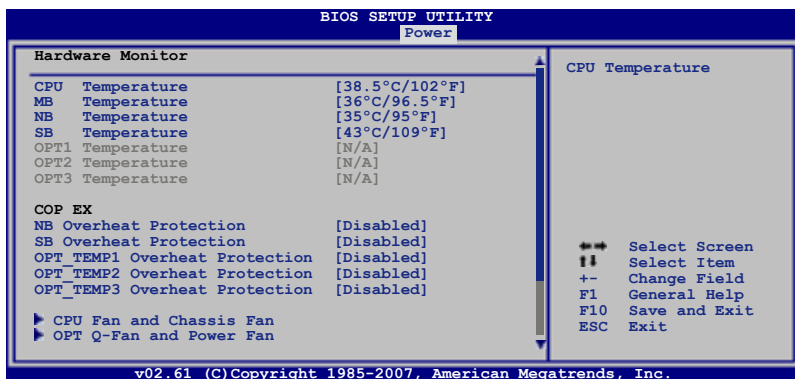 BIOS SETUP UTILITY
Power
Hardware Monitor
CPU Temperature [38.5°C/102°F]
MB Temperature [36°C/96.5°F]
NB Temperature [35°C/95°F]
SB Temperature [43°C/109°F]
OPT1 Temperature [N/A]
OPT2 Temperature [N/A]
OPT3 Temperature [N/A]
COP EX
NB Overheat Protection [Disabled]
SB Overheat Protection [Disabled]
OPT_TEMP1 Overheat Protection [Disabled]
OPT_TEMP2 Overheat Protection [Disabled]
OPT_TEMP3 Overheat Protection [Disabled]
CPU Fan and Chassis Fan
OPT Q-Fan and Power Fan
CPU Temperature
Select Screen
Select Item
+- Change Field
F1 General Help
F10 Save and Exit
ESC Exit
v02.61 (C)Copyright 1985-2007, American Megatrends, Inc.